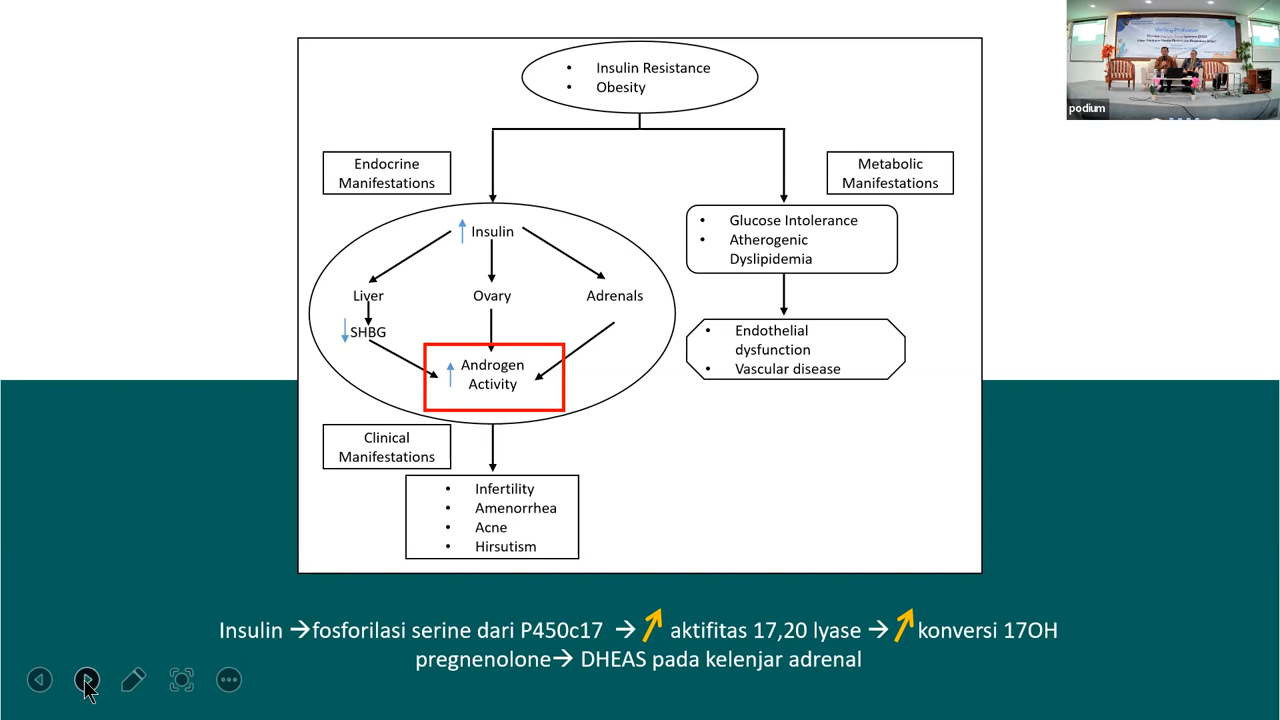 • Insulin Resistance
• Obesity
Endocrine
Manifestations
Metabolic
Manifestations
Insulin
Liver
Ovary
Adrenals
SHBG
Androgen
Activity
• Glucose Intolerance
• Atherogenic
Dyslipidemia
• Endothelial
dysfunction
• Vascular disease
Clinical
Manifestations
• Infertility
• Amenorrhea
• Acne
• Hirsutism
Insulin →fosforilasi serine dari P450c17 → aktifitas 17,20 lyase → konversi 17OH
pregnenolone→ DHEAS pada kelenjar adrenal
Visiting Professor
podium